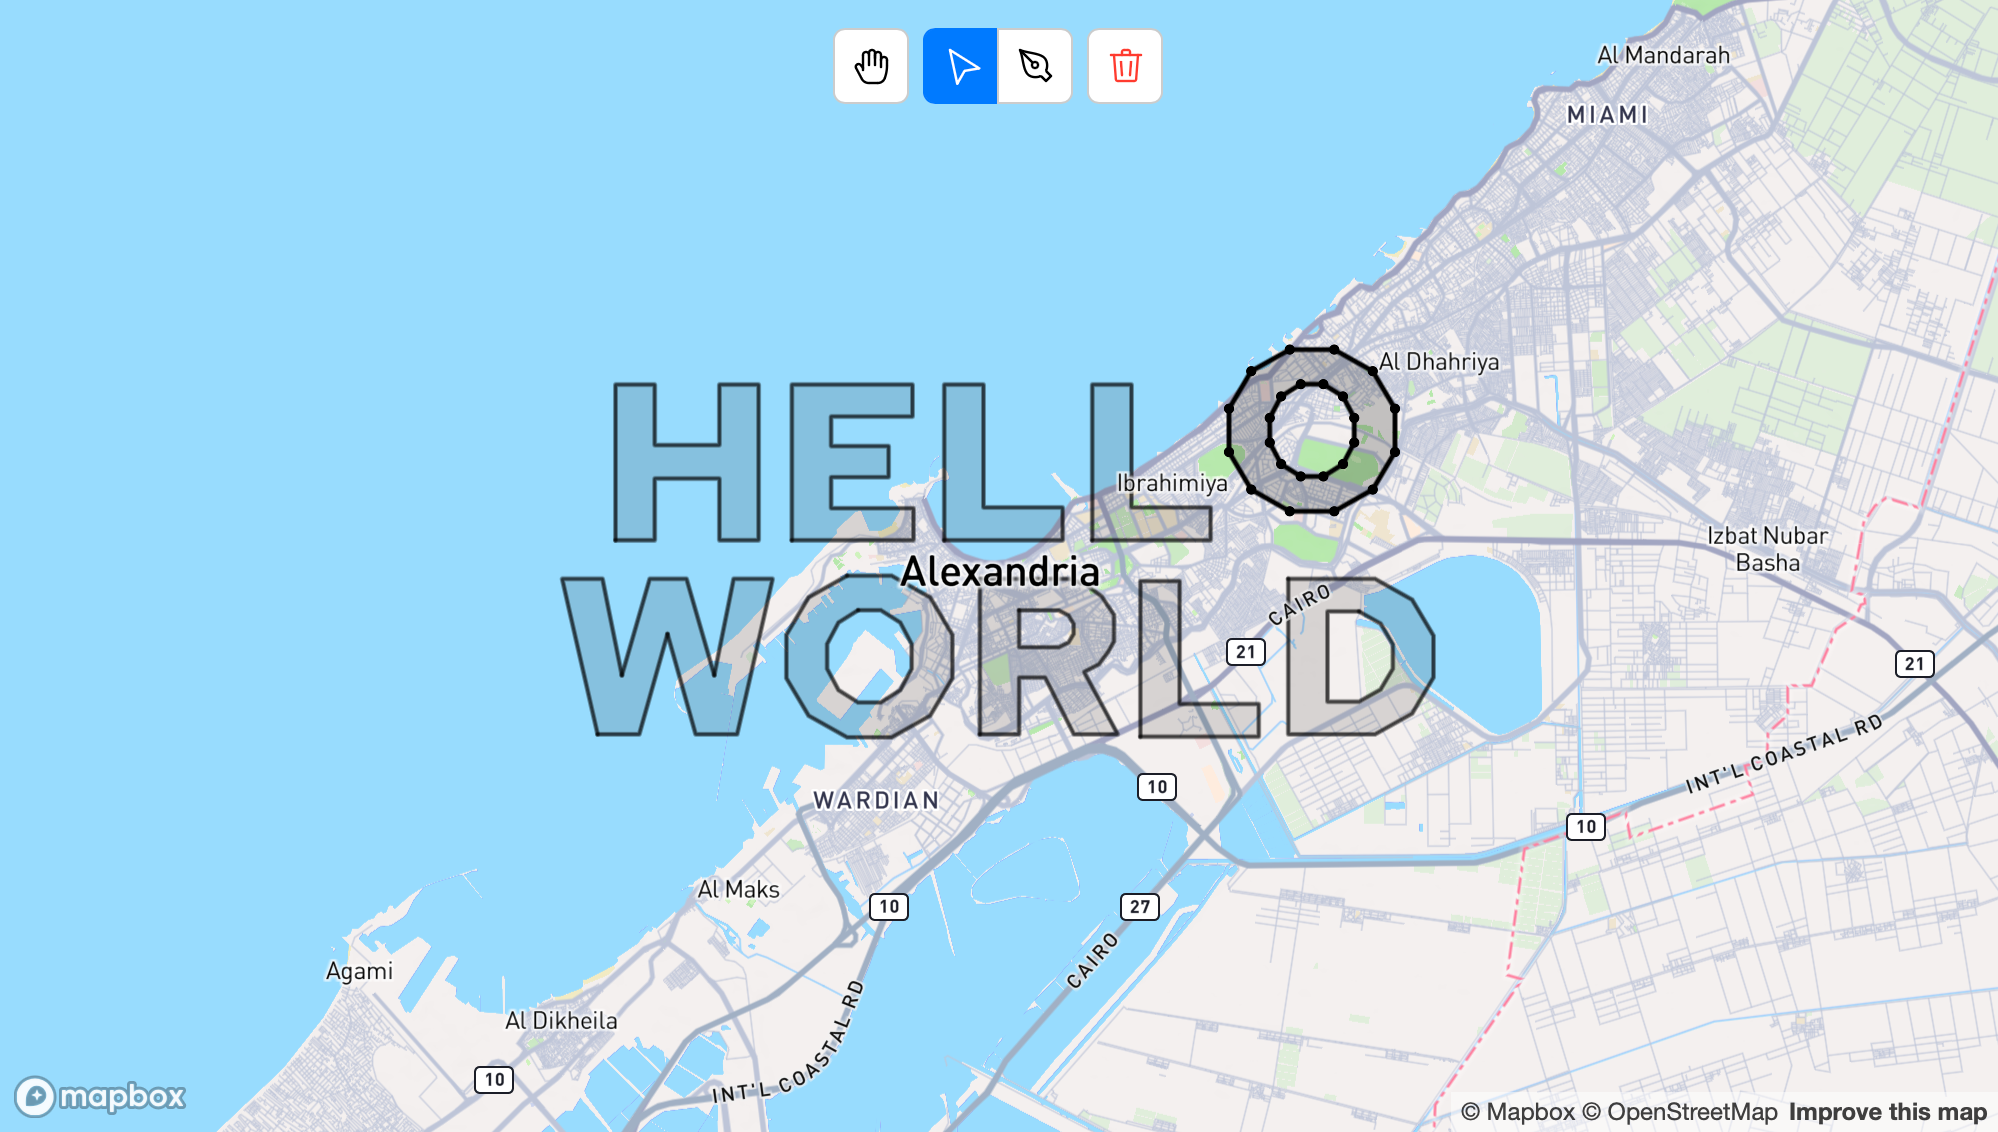 Al Mandarah
MIAMI
Al Dhahriya
HELLO
Ibrahimiya
Izbat Nubar
Basha
Alexandria
WORLD
CAIRO
21
21
INT'L COASTAL RD
10
WARDIAN
10
Al Maks
10
27
CAIRO
Agami
Al Dikheila
INT'L COASTAL RD
10
mapbox
© Mapbox © OpenStreetMap Improve this map